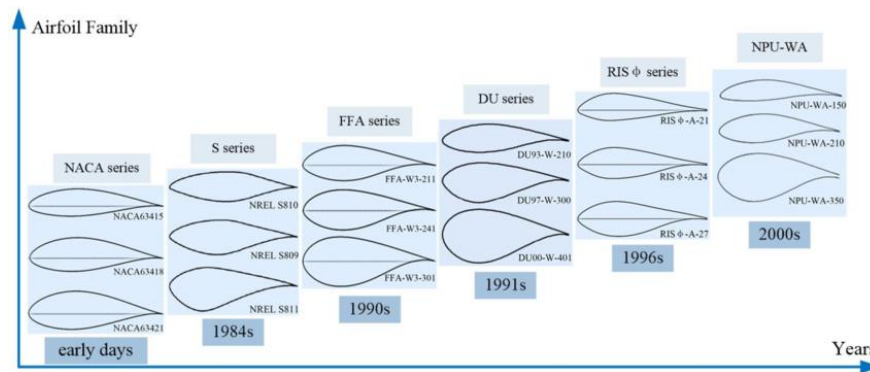 Airfoil Family
NACA series
NACA63415
NACA63418
NACA63421
early days
S series
NREL S810
NREL S809
NREL S811
1984s
FFA series
FFA-W3-211
FFA-W3-241
FFA-W3-301
1990s
DU series
DU93-W-210
DU97-W-300
DU00-W-401
1991s
RIS ϕ series
RIS ϕ-A-21
RIS ϕ-A-24
RIS ϕ-A-27
1996s
NPU-WA
NPU-WA-150
NPU-WA-210
NPU-WA-350
2000s
Years